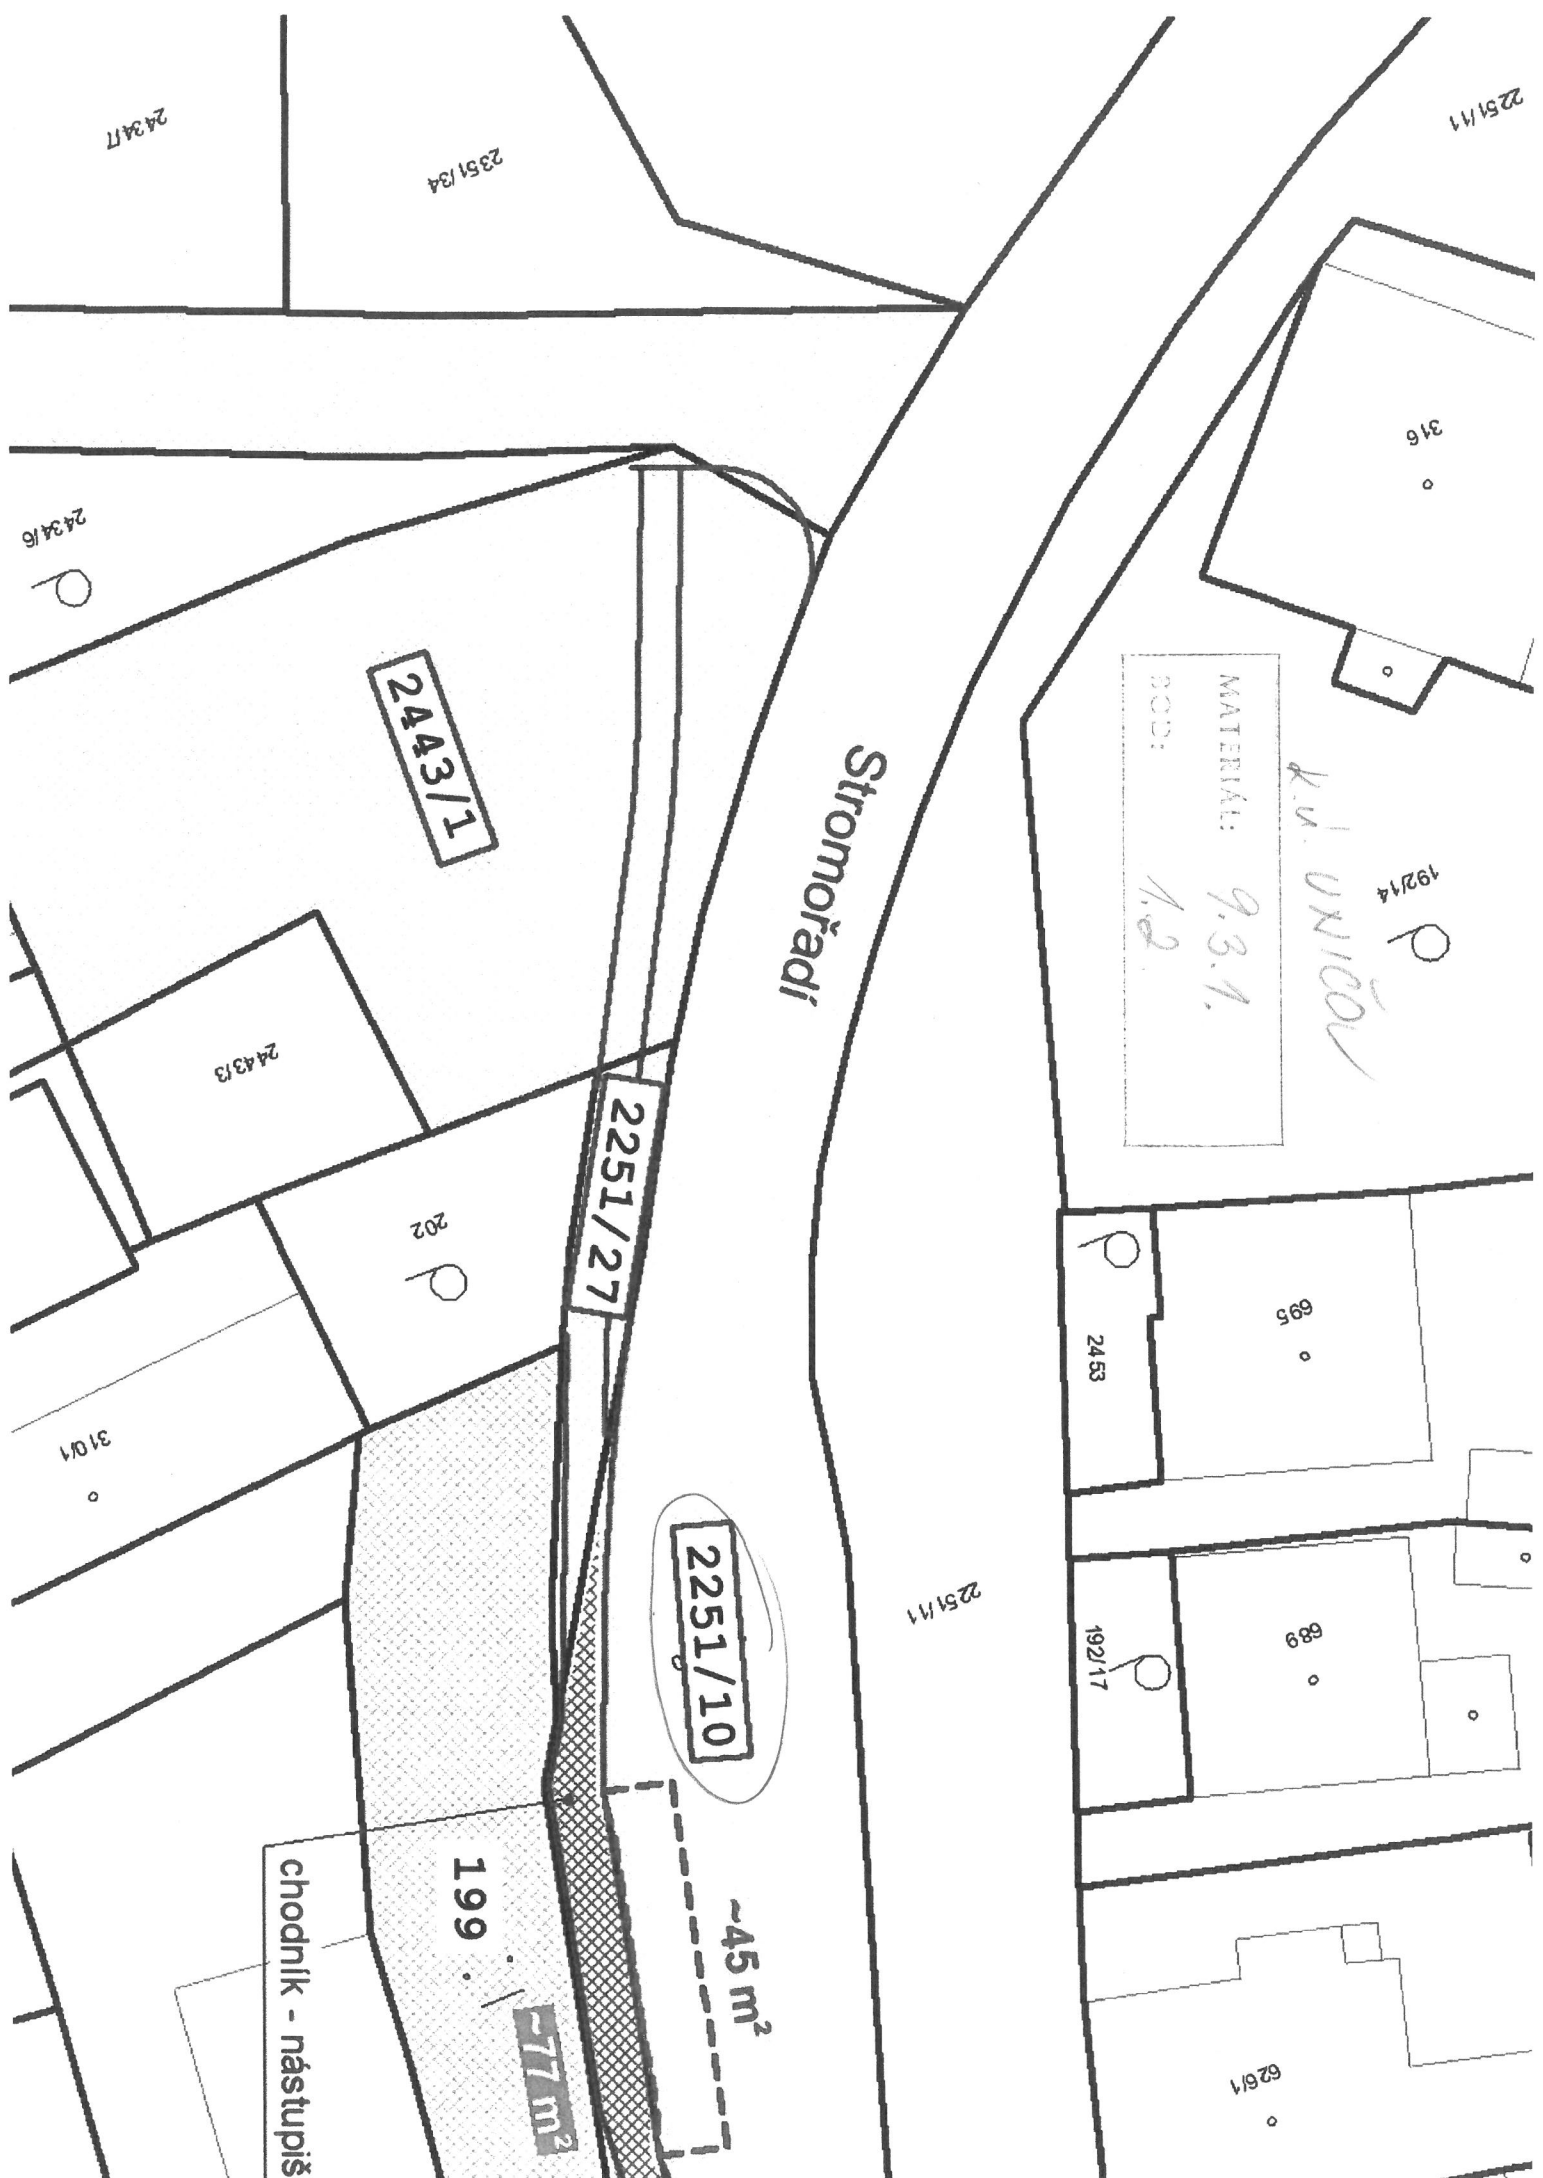 2434/7
2351/34
2251/11
316
2434/6
2443/1
Stromořadí
k.ú. UNIČOV
MATERIÁL: 9.3.1.
BOD: 1.2
192/14
2443/3
2251/27
202
2453
695
310/1
2251/10
2251/11
192/17
689
199
~45 m²
~77 m²
chodník - nástupiš
626/1